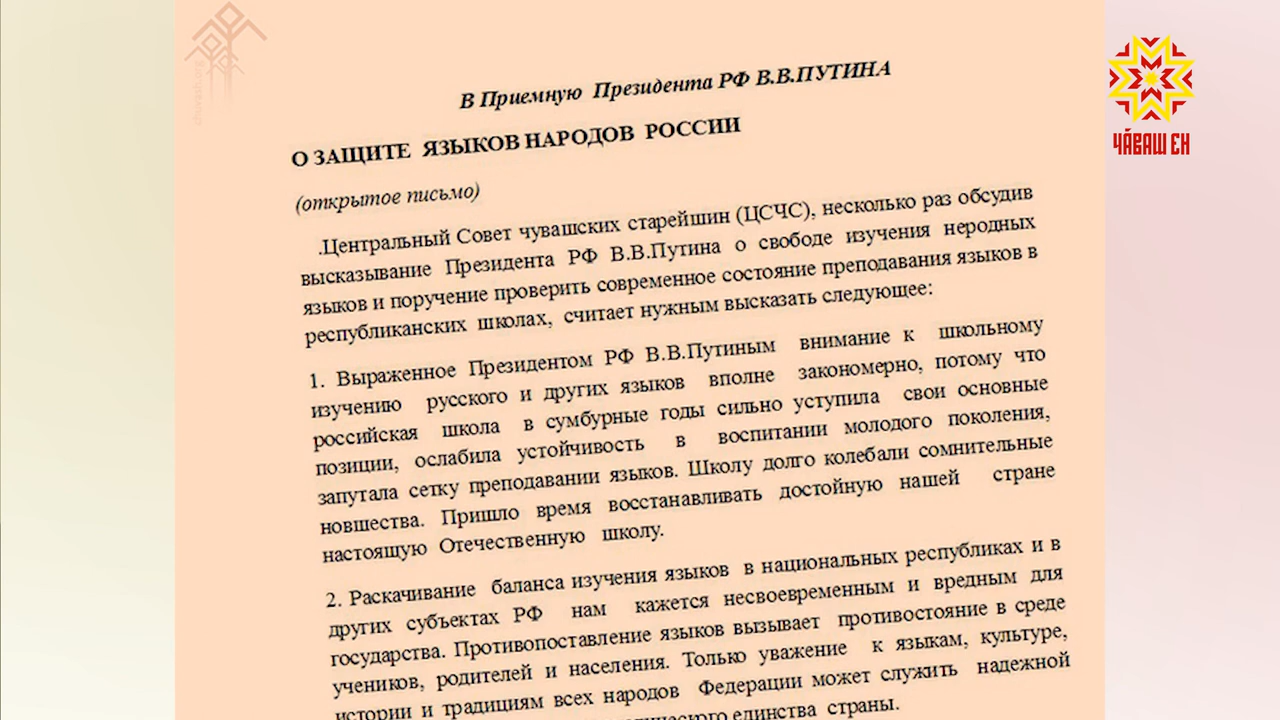 chuvash.org
ЧӐВАШ ЕН
В Приемную Президента РФ В.В.ПУТИНА
О ЗАЩИТЕ ЯЗЫКОВ НАРОДОВ РОССИИ
(открытое письмо)
.Центральный Совет чувашских старейшин (ЦСЧС), несколько раз обсудив
высказывание Президента РФ В.В.Путина о свободе изучения неродных
языков и поручение проверить современное состояние преподавания языков в
республиканских школах, считает нужным высказать следующее:
1. Выраженное Президентом РФ В.В.Путиным внимание к школьному
изучению русского и других языков вполне закономерно, потому что
российская школа в сумбурные годы сильно уступила свои основные
позиции, ослабила устойчивость в воспитании молодого поколения,
запутала сетку преподавании языков. Школу долго колебали сомнительные
новшества. Пришло время восстанавливать достойную нашей стране
настоящую Отечественную школу.
2. Раскачивание баланса изучения языков в национальных республиках и в
других субъектах РФ нам кажется несвоевременным и вредным для
государства. Противопоставление языков вызывает противостояние в среде
учеников, родителей и населения. Только уважение к языкам, культуре,
истории и традициям всех народов Федерации может служить надежной
единства страны.